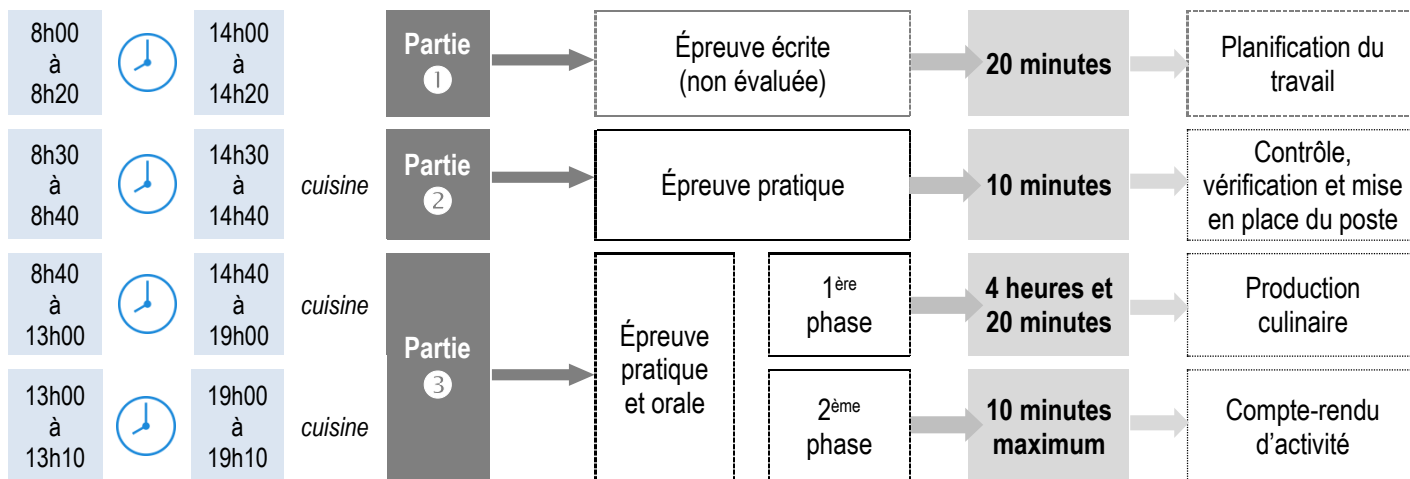 8h00
à
8h20
14h00
à
14h20
Partie
❶
Épreuve écrite
(non évaluée)
20 minutes
Planification du
travail
8h30
à
8h40
14h30
à
14h40
cuisine
Partie
❷
Épreuve pratique
10 minutes
Contrôle,
vérification et mise
en place du poste
8h40
à
13h00
14h40
à
19h00
cuisine
Partie
❸
Épreuve
pratique
et orale
1ère
phase
4 heures et
20 minutes
Production
culinaire
13h00
à
13h10
19h00
à
19h10
cuisine
2ème
phase
10 minutes
maximum
Compte-rendu
d’activité